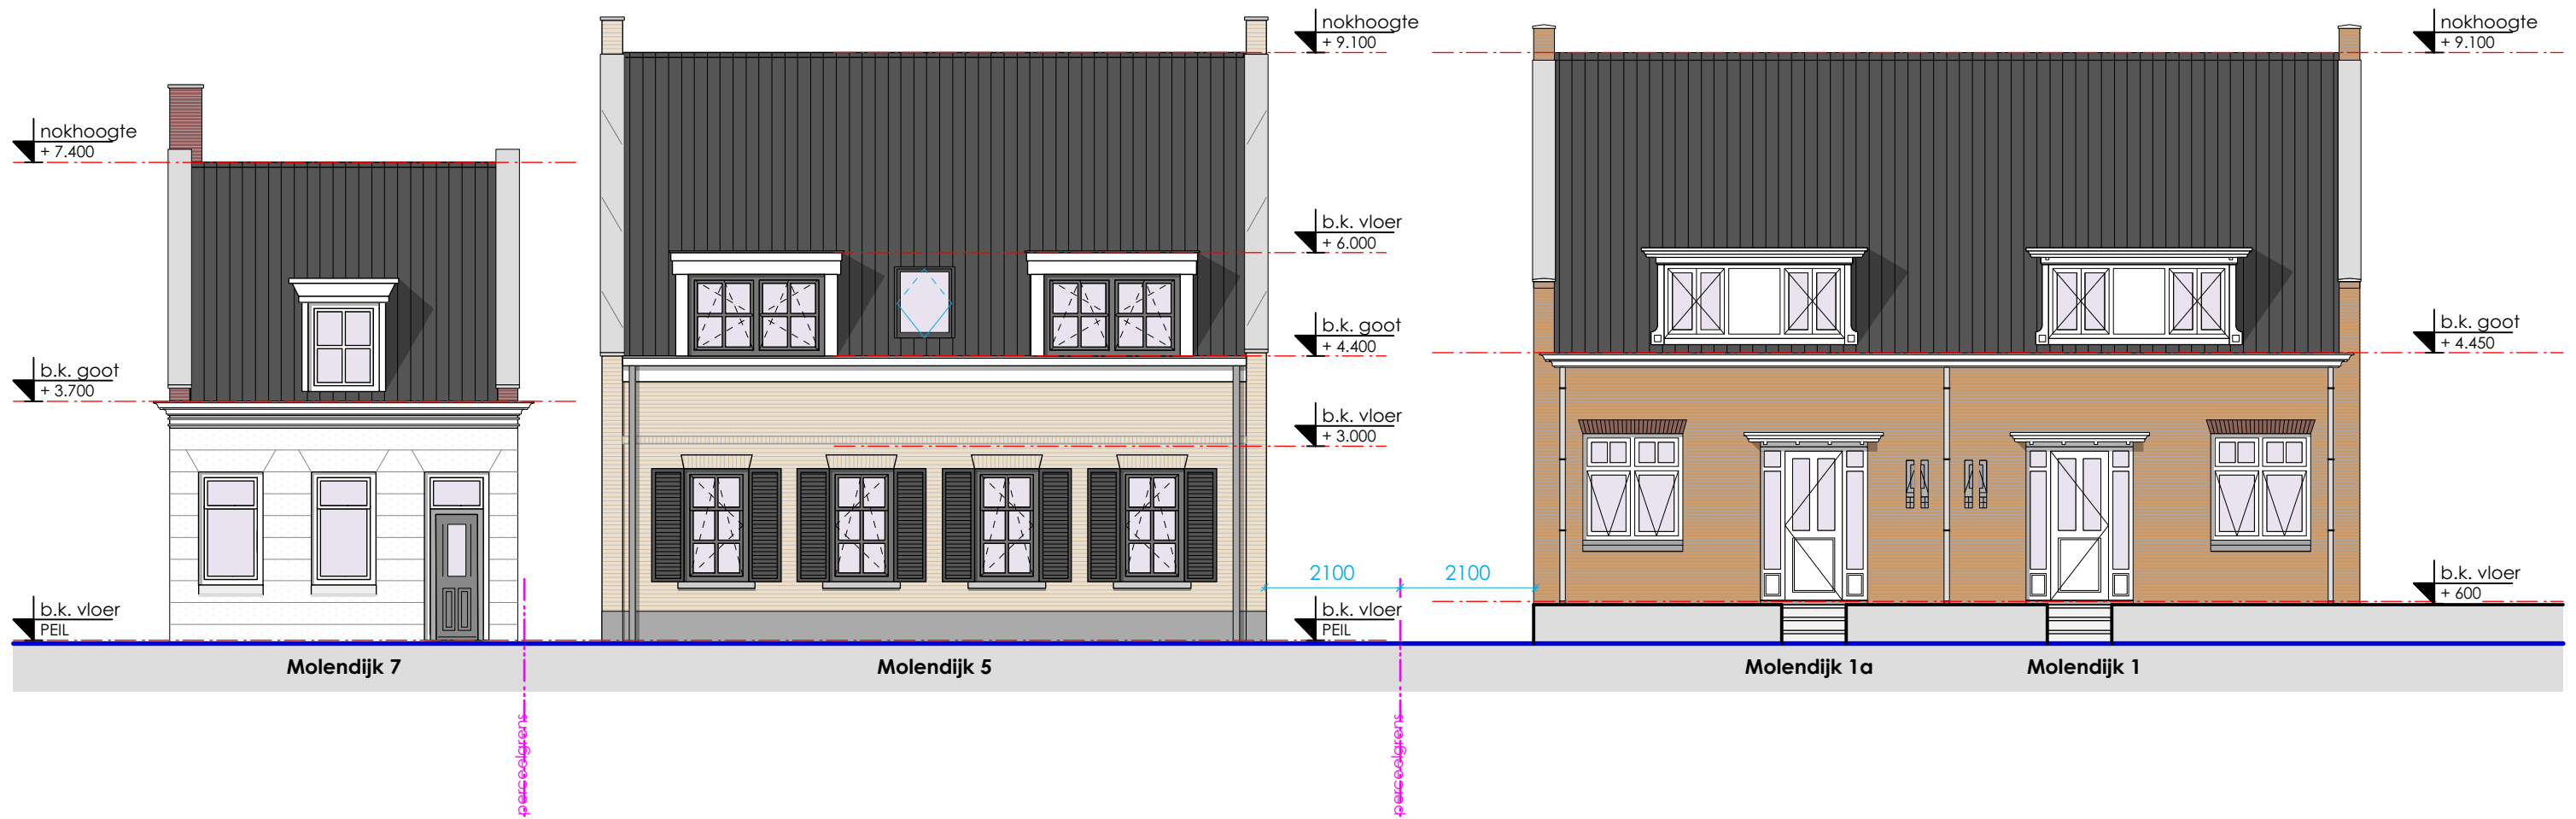 nokhoogte
+ 7.400
b.k. goot
+ 3.700
b.k. vloer
PEIL
nokhoogte
+ 9.100
b.k. vloer
+ 6.000
b.k. goot
+ 4.400
b.k. vloer
+ 3.000
b.k. vloer
PEIL
2100
2100
nokhoogte
+ 9.100
b.k. goot
+ 4.450
b.k. vloer
+ 600
Molendijk 7
Molendijk 5
Molendijk 1a
Molendijk 1
perceelgrens
perceelgrens